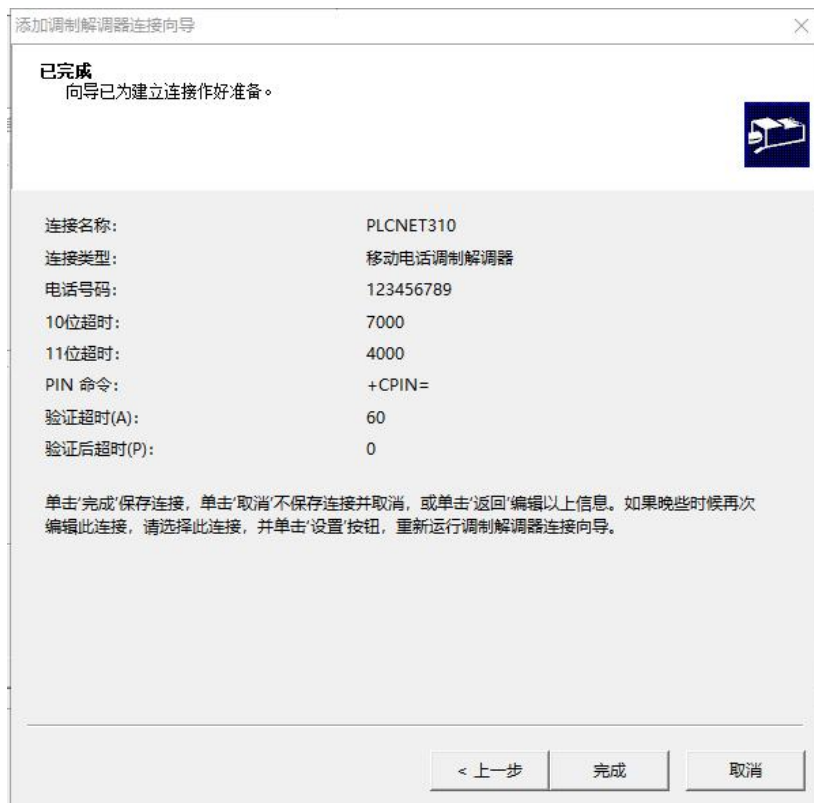 添加调制解调器连接向导
已完成
向导已为建立连接作好准备。
连接名称: PLCNET310
连接类型: 移动电话调制解调器
电话号码: 123456789
10位超时: 7000
11位超时: 4000
PIN 命令: +CPIN=
验证超时(A): 60
验证后超时(P): 0
单击'完成'保存连接，单击'取消'不保存连接并取消，或单击'返回'编辑以上信息。如果晚些时候再次
编辑此连接，请选择此连接，并单击'设置'按钮，重新运行调制解调器连接向导。
< 上一步 完成 取消